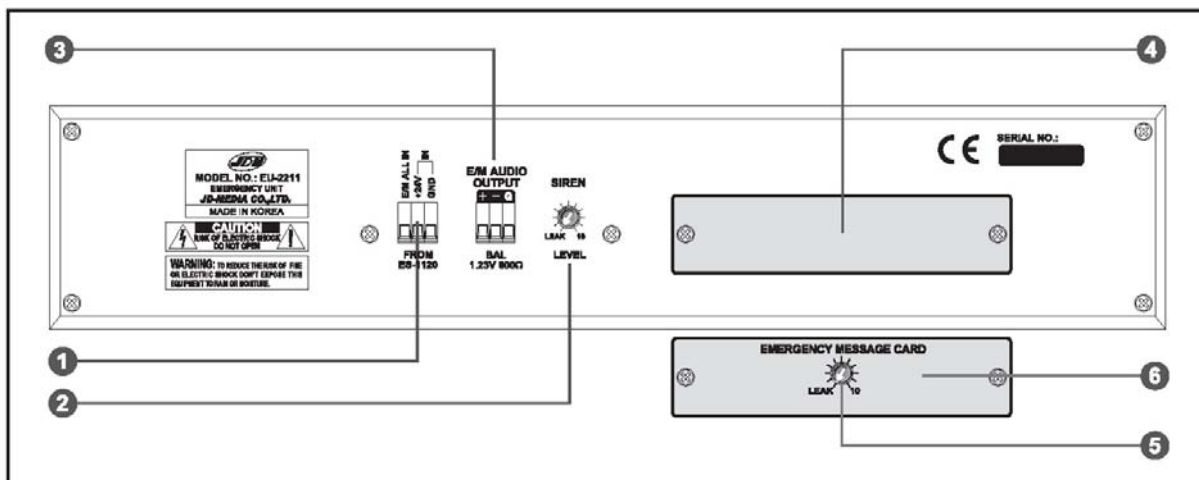 3
4
JDM
MODEL NO.: EU-2211
EMERGENCY UNIT
JD-MEDIA CO.,LTD.
MADE IN KOREA
CAUTION
RISK OF ELECTRIC SHOCK
DO NOT OPEN
WARNING: TO REDUCE THE RISK OF FIRE
OR ELECTRIC SHOCK DON'T EXPOSE THIS
EQUIPMENT TO RAIN OR MOISTURE.
E/M ALL IN
+24V
GND
IN
FROM
ES-1120
E/M AUDIO
OUTPUT
+ − G
BAL
1.23V 600Ω
SIREN
LEAK 10
LEVEL
CE
SERIAL NO.:
1
2
EMERGENCY MESSAGE CARD
LEAK 10
6
5